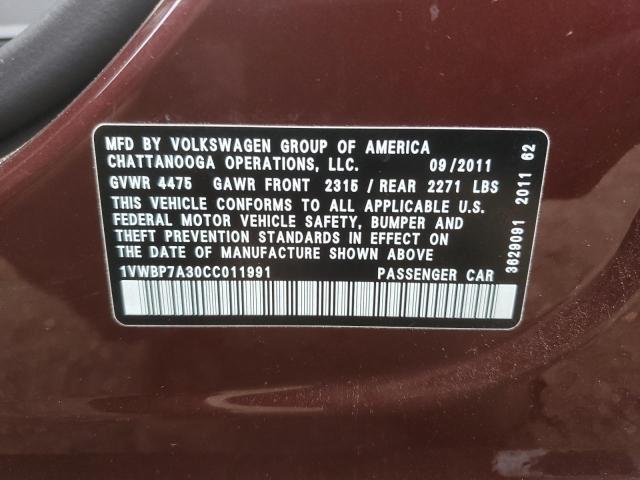 MFD BY VOLKSWAGEN GROUP OF AMERICA
CHATTANOOGA OPERATIONS, LLC. 09/2011
GVWR 4475 GAWR FRONT 2315 / REAR 2271 LBS
THIS VEHICLE CONFORMS TO ALL APPLICABLE U.S.
FEDERAL MOTOR VEHICLE SAFETY, BUMPER AND
THEFT PREVENTION STANDARDS IN EFFECT ON
THE DATE OF MANUFACTURE SHOWN ABOVE
1VWBP7A30CC011991 PASSENGER CAR
3629091 2011 62